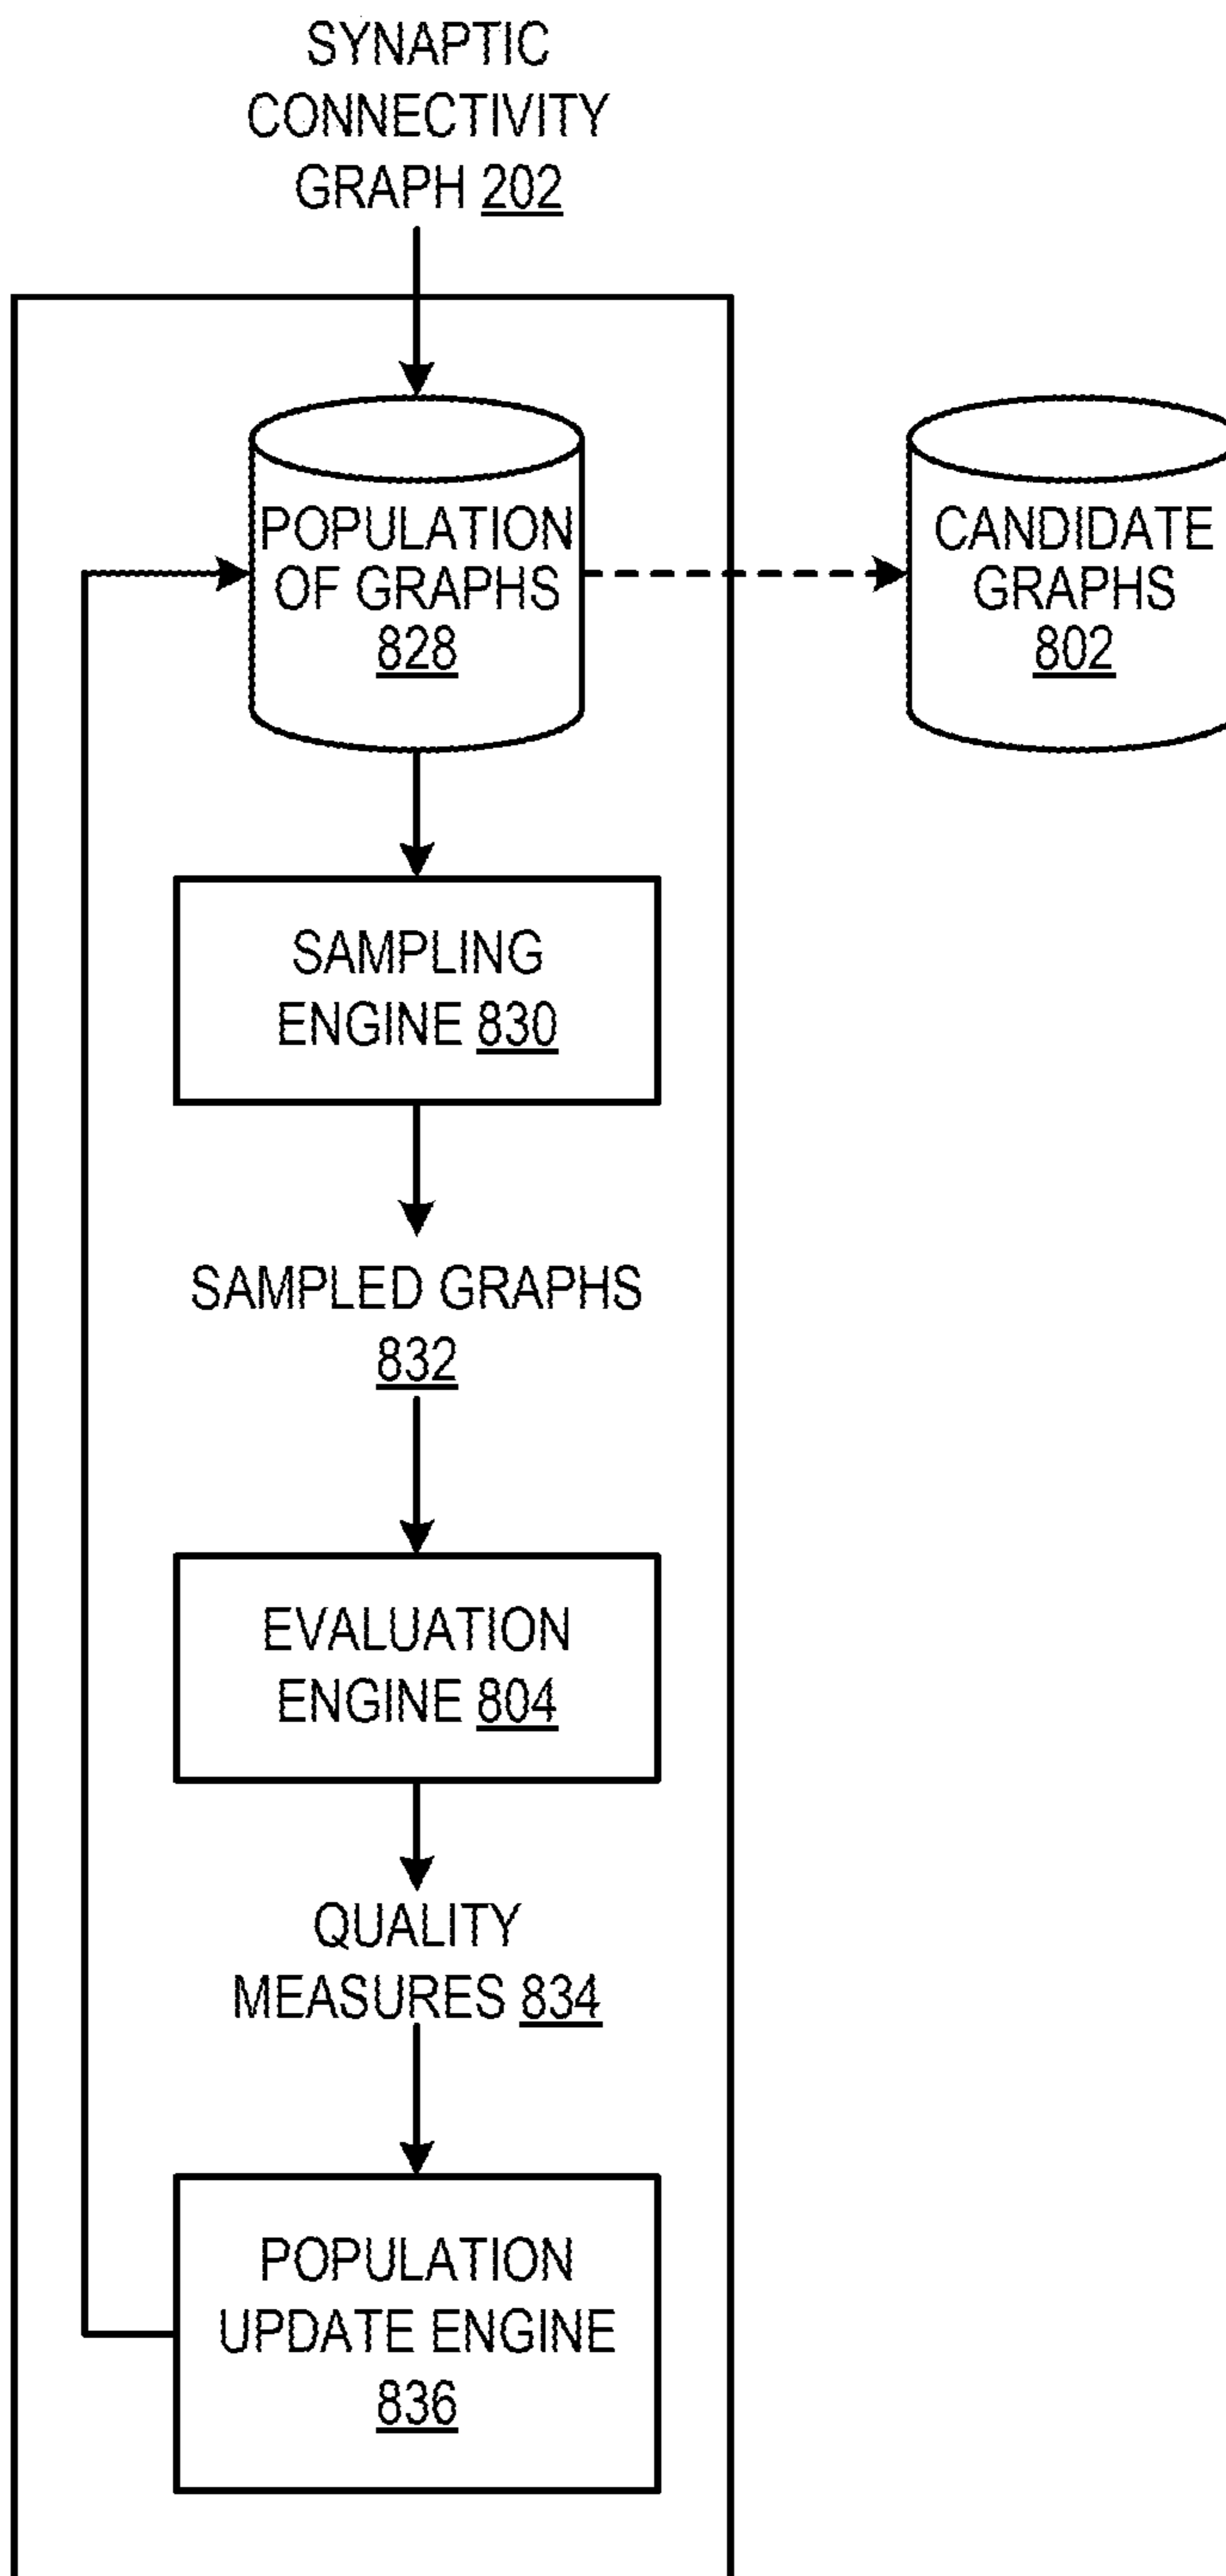 SYNAPTIC
CONNECTIVITY
GRAPH 202
POPULATION
OF GRAPHS
828
CANDIDATE
GRAPHS
802
SAMPLING
ENGINE 830
SAMPLED GRAPHS
832
EVALUATION
ENGINE 804
QUALITY
MEASURES 834
POPULATION
UPDATE ENGINE
836